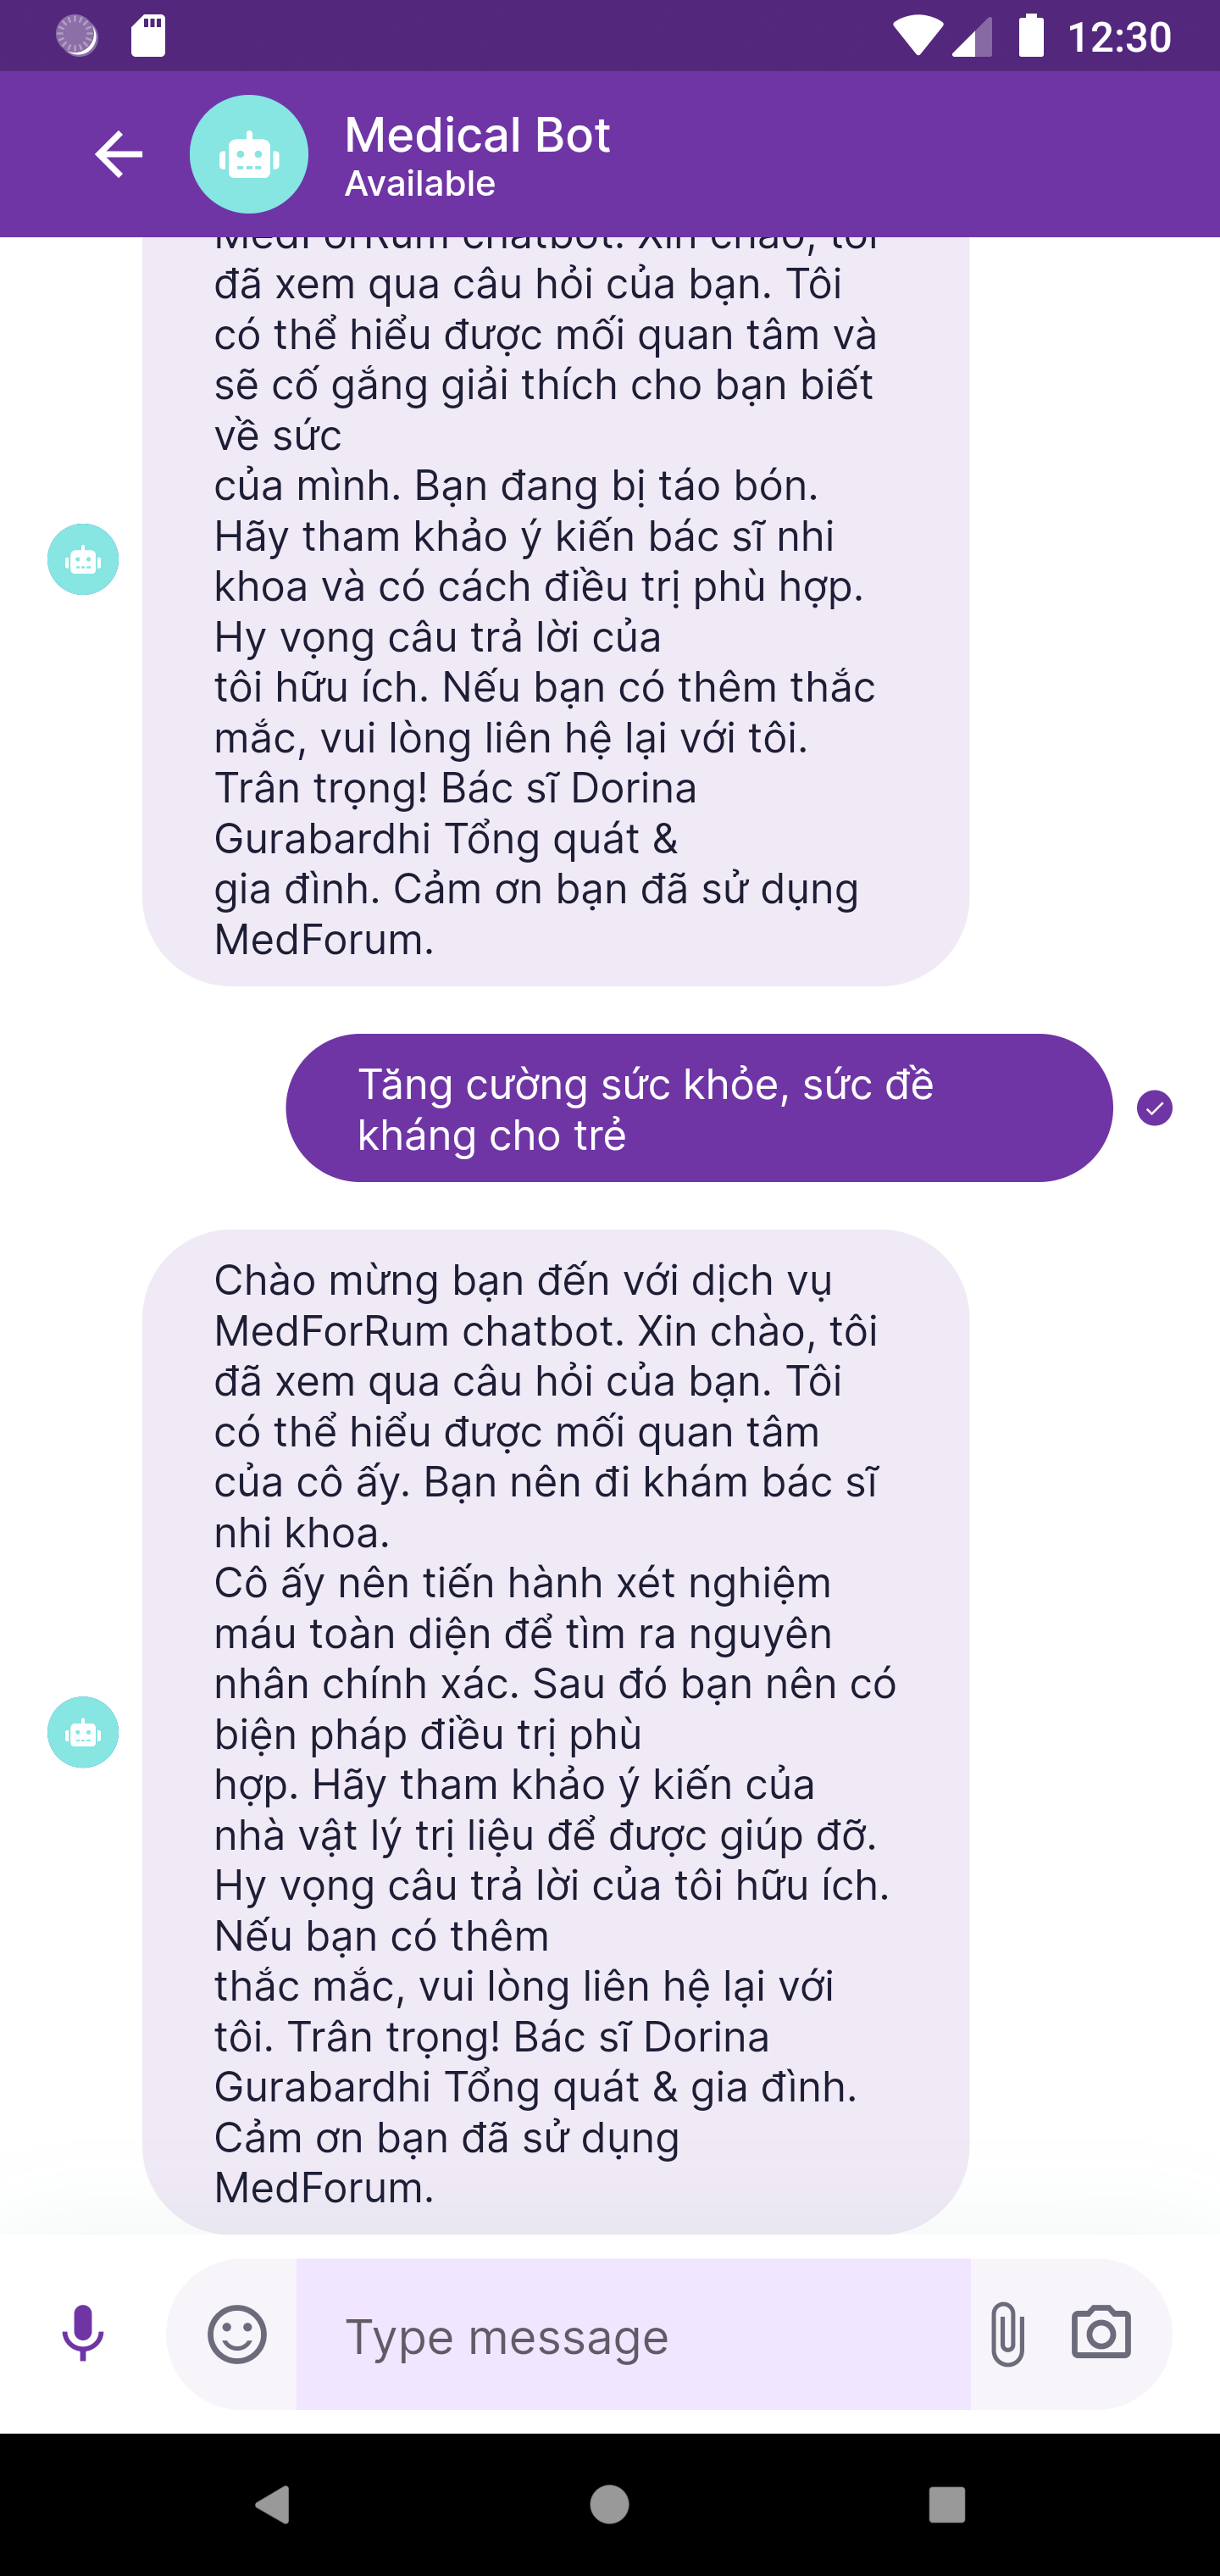 12:30
Medical Bot
Available
MedForRum chatbot. Xin chào, tôi
đã xem qua câu hỏi của bạn. Tôi
có thể hiểu được mối quan tâm và
sẽ cố gắng giải thích cho bạn biết
về sức
của mình. Bạn đang bị táo bón.
Hãy tham khảo ý kiến bác sĩ nhi
khoa và có cách điều trị phù hợp.
Hy vọng câu trả lời của
tôi hữu ích. Nếu bạn có thêm thắc
mắc, vui lòng liên hệ lại với tôi.
Trân trọng! Bác sĩ Dorina
Gurabardhi Tổng quát &
gia đình. Cảm ơn bạn đã sử dụng
MedForum.
Tăng cường sức khỏe, sức đề
kháng cho trẻ
Chào mừng bạn đến với dịch vụ
MedForRum chatbot. Xin chào, tôi
đã xem qua câu hỏi của bạn. Tôi
có thể hiểu được mối quan tâm
của cô ấy. Bạn nên đi khám bác sĩ
nhi khoa.
Cô ấy nên tiến hành xét nghiệm
máu toàn diện để tìm ra nguyên
nhân chính xác. Sau đó bạn nên có
biện pháp điều trị phù
hợp. Hãy tham khảo ý kiến của
nhà vật lý trị liệu để được giúp đỡ.
Hy vọng câu trả lời của tôi hữu ích.
Nếu bạn có thêm
thắc mắc, vui lòng liên hệ lại với
tôi. Trân trọng! Bác sĩ Dorina
Gurabardhi Tổng quát & gia đình.
Cảm ơn bạn đã sử dụng
MedForum.
Type message